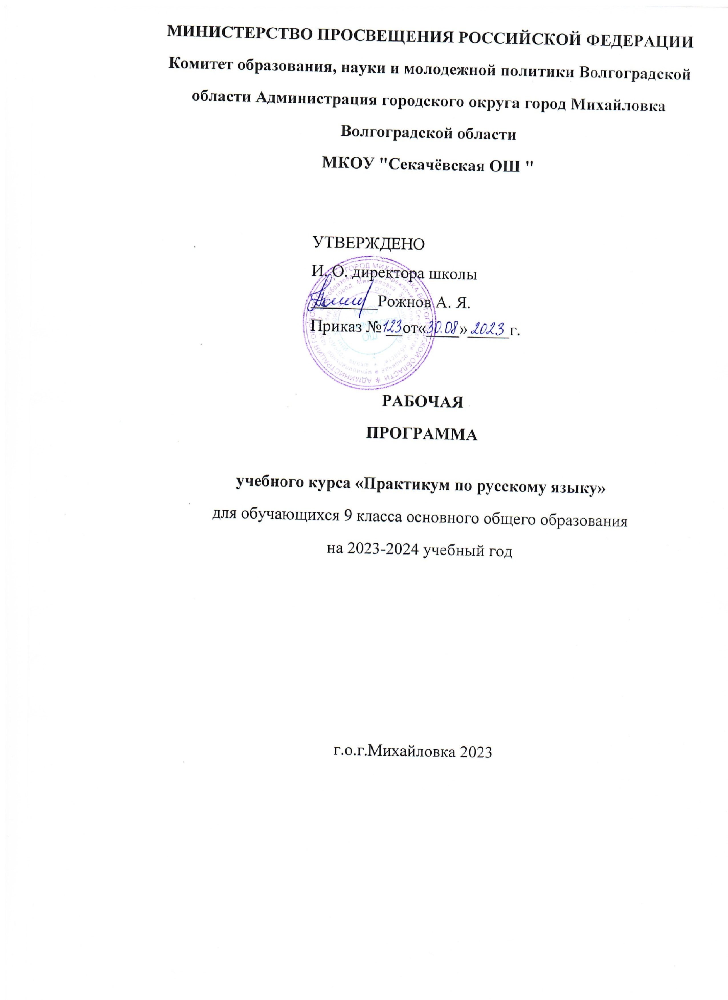 МИНИСТЕРСТВО ПРОСВЕЩЕНИЯ РОССИЙСКОЙ ФЕДЕРАЦИИ
Комитет образования, науки и молодежной политики Волгоградской
области Администрация городского округа город Михайловка
Волгоградской области
МКОУ "Секачёвская ОШ "
УТВЕРЖДЕНО
И. О. директора школы
Рожнов А. Я.
Приказ №123от«30.08»2023г.
РАБОЧАЯ
ПРОГРАММА
учебного курса «Практикум по русскому языку»
для обучающихся 9 класса основного общего образования
на 2023-2024 учебный год
г.о.г.Михайловка 2023